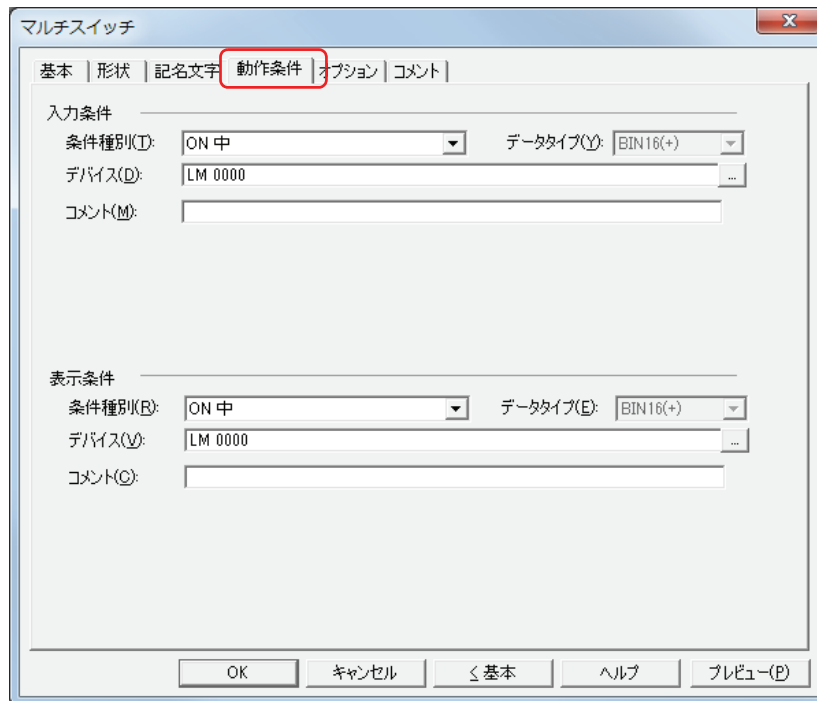 マルチスイッチ
基本 形状 記名文字 動作条件 オプション コメント
入力条件
条件種別(T): ON 中 データタイプ(Y): BIN16(+)
デバイス(D): LM 0000 ...
コメント(M):
表示条件
条件種別(R): ON 中 データタイプ(E): BIN16(+)
デバイス(V): LM 0000 ...
コメント(C):
OK キャンセル < 基本 ヘルプ プレビュー(P)